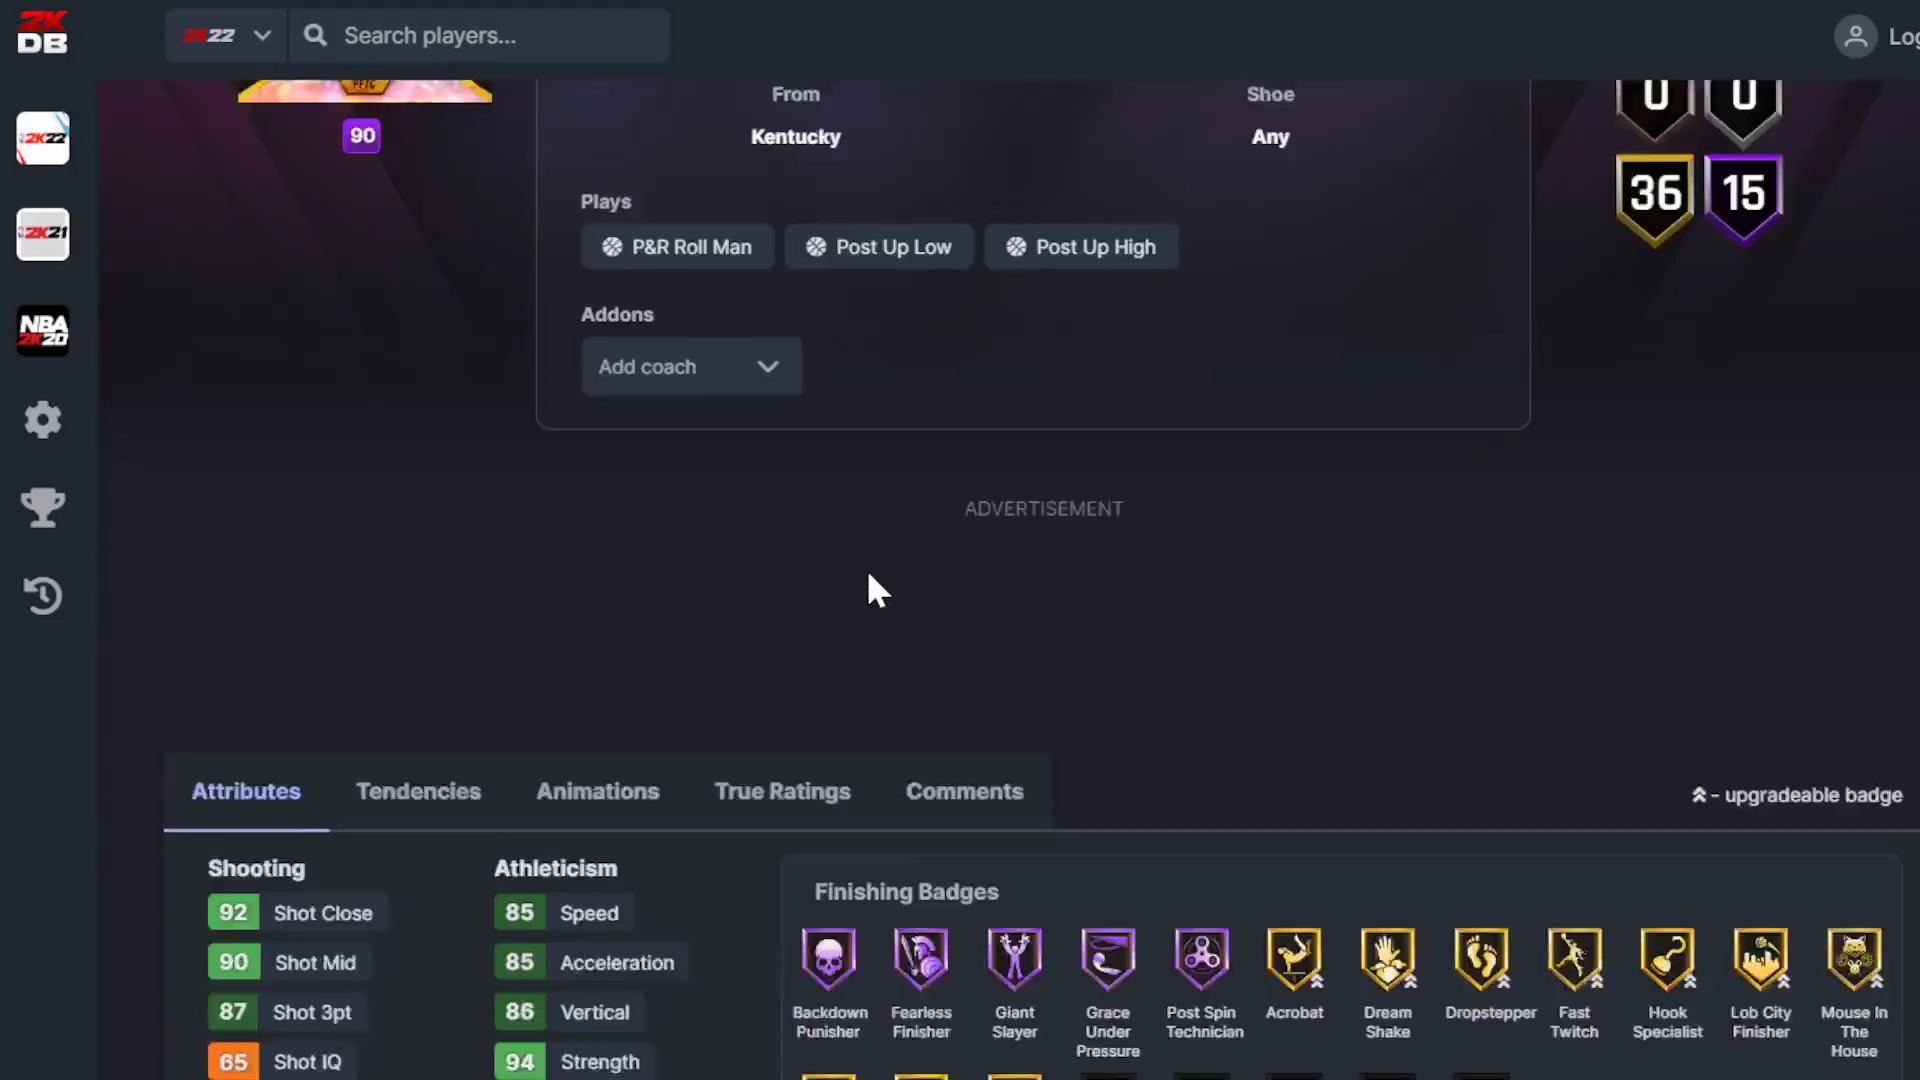 2K
DB
2K22
Search players...
Log
2K22
2K21
NBA
2K20
PF/C
90
From
Kentucky
Shoe
Any
0 0
36 15
Plays
P&R Roll Man
Post Up Low
Post Up High
Addons
Add coach
ADVERTISEMENT
Attributes
Tendencies
Animations
True Ratings
Comments
- upgradeable badge
Shooting
92 Shot Close
90 Shot Mid
87 Shot 3pt
65 Shot IQ
Athleticism
85 Speed
85 Acceleration
86 Vertical
94 Strength
Finishing Badges
Backdown
Punisher
Fearless
Finisher
Giant
Slayer
Grace
Under
Pressure
Post Spin
Technician
Acrobat
Dream
Shake
Dropstepper
Fast
Twitch
Hook
Specialist
Lob City
Finisher
Mouse In
The
House